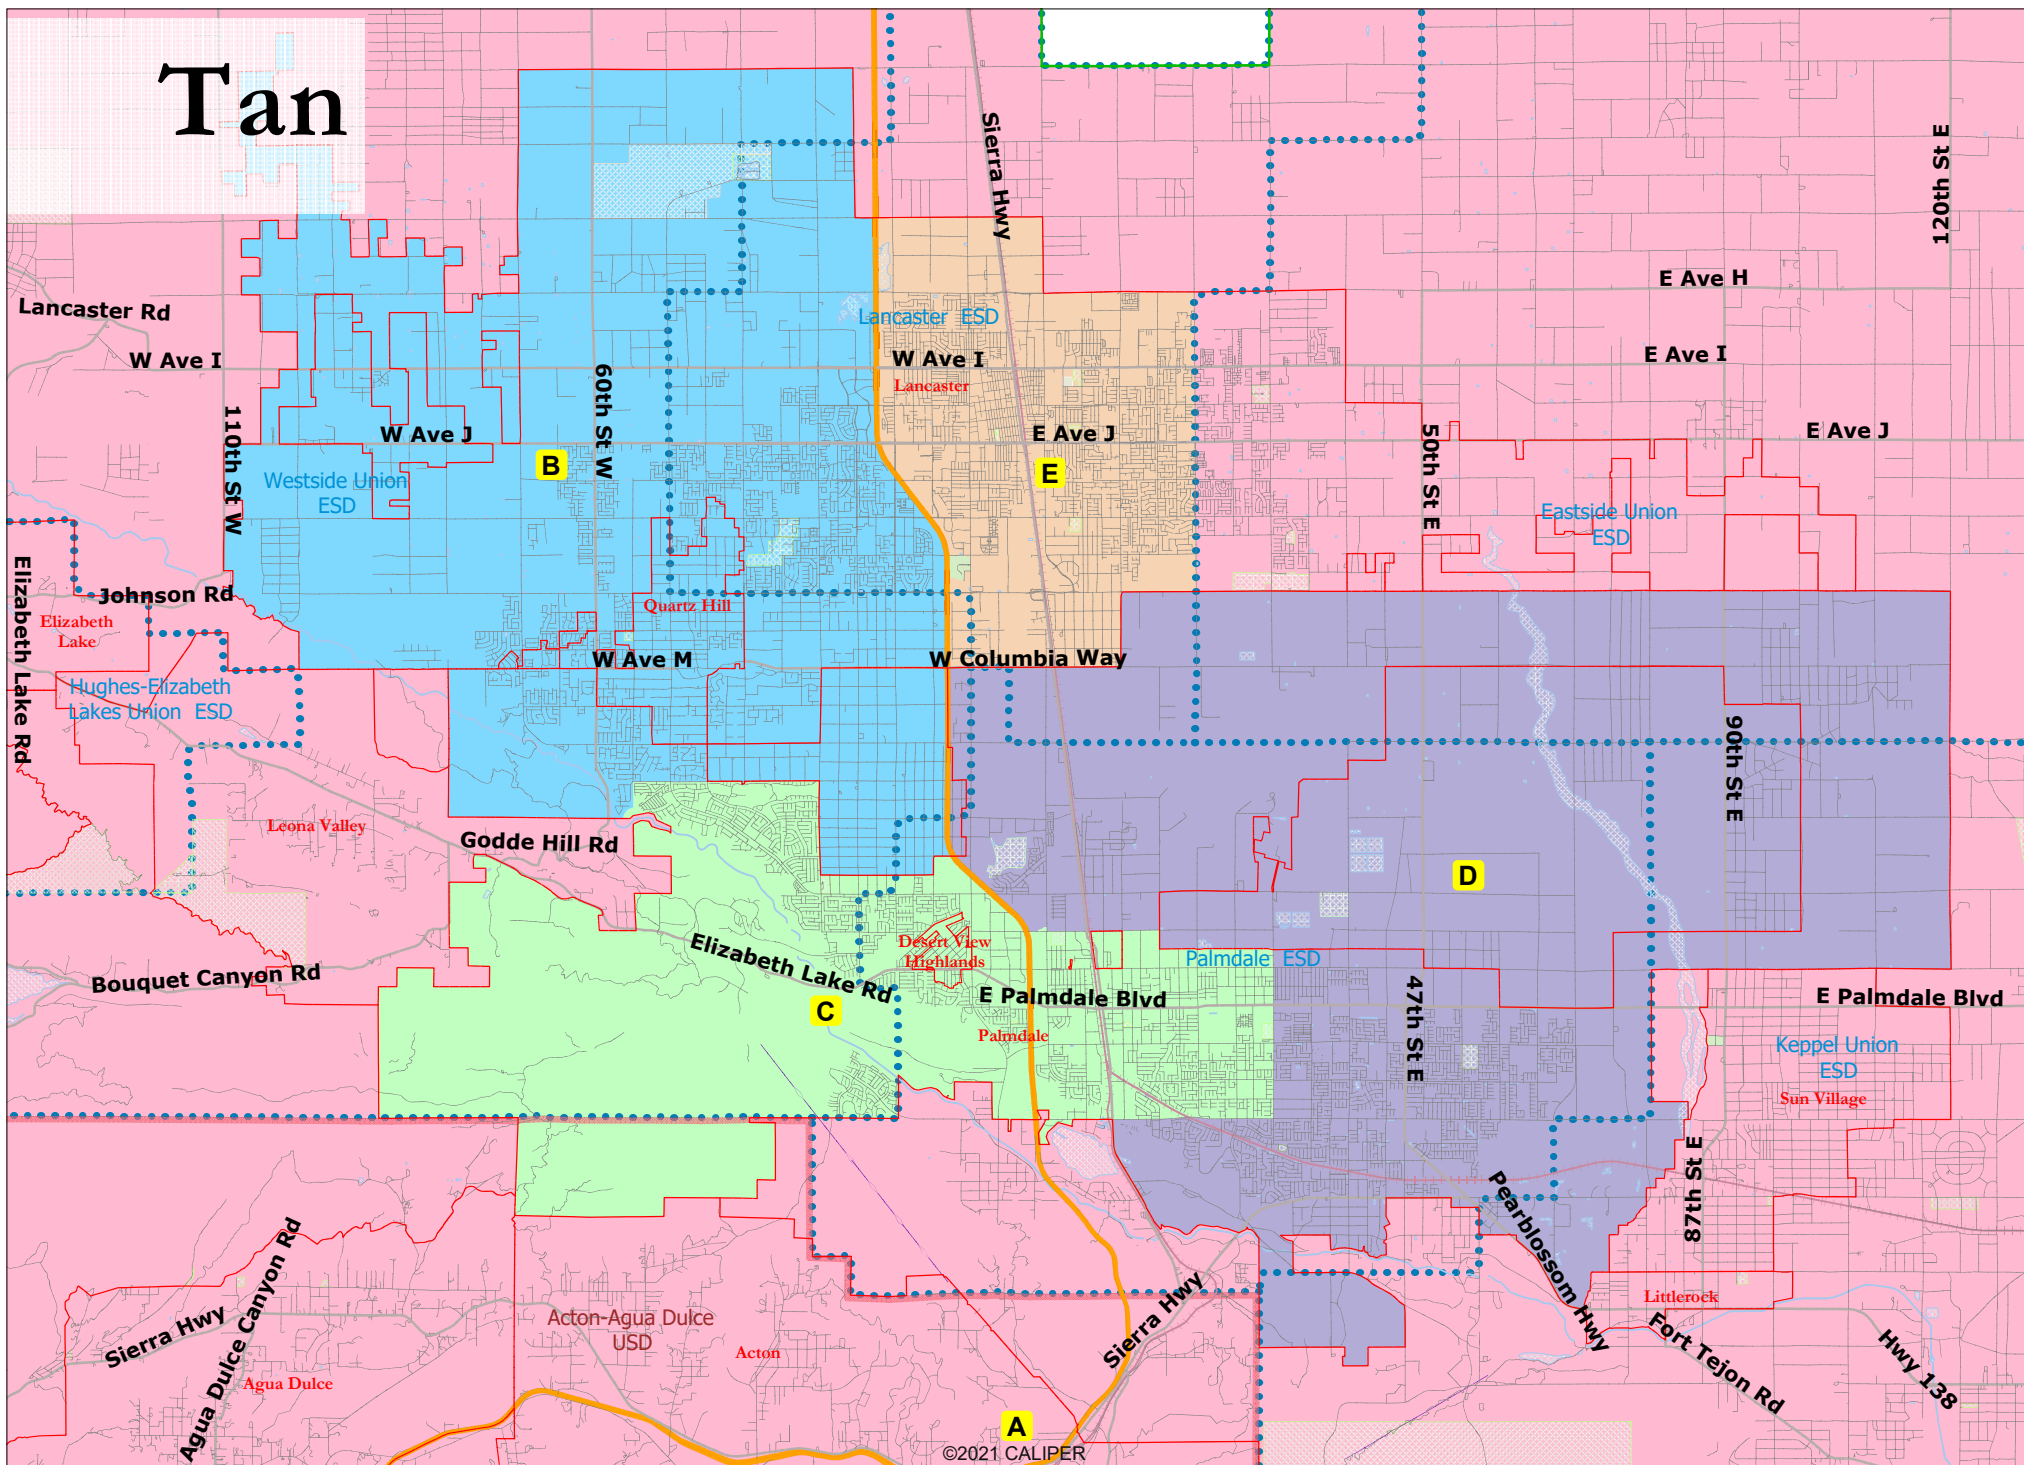 Tan
Sierra Hwy
120th St E
E Ave H
Lancaster Rd
Lancaster ESD
W Ave I
W Ave I
E Ave I
Lancaster
60th St W
110th St W
W Ave J
E Ave J
50th St E
E Ave J
B
E
Westside Union
ESD
Eastside Union
ESD
Elizabeth Lake Rd
Johnson Rd
Quartz Hill
Elizabeth
Lake
W Ave M
W Columbia Way
Hughes-Elizabeth
Lakes Union ESD
90th St E
Leona Valley
Godde Hill Rd
D
Desert View
Highlands
Elizabeth Lake Rd
Palmdale ESD
Bouquet Canyon Rd
E Palmdale Blvd
47th St E
E Palmdale Blvd
C
Palmdale
Keppel Union
ESD
Sun Village
87th St E
Pearblossom Hwy
Agua Dulce Canyon Rd
Sierra Hwy
Acton-Agua Dulce
USD
Acton
Agua Dulce
Sierra Hwy
Littlerock
Fort Tejon Rd
Hwy 138
A
©2021 CALIPER